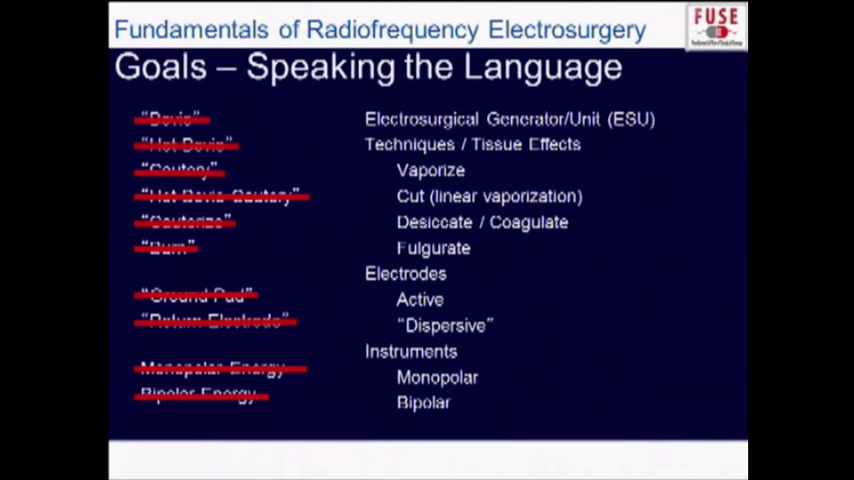 Fundamentals of Radiofrequency Electrosurgery
FUSE
Goals – Speaking the Language
“Bovie”
Electrosurgical Generator/Unit (ESU)
“Hot Bovie”
Techniques / Tissue Effects
“Cautery”
Vaporize
“Hot Bovie Cautery”
Cut (linear vaporization)
“Cauterize”
Desiccate / Coagulate
“Burn”
Fulgurate
Electrodes
“Ground Pad”
Active
“Return Electrode”
“Dispersive”
Instruments
Monopolar Energy
Monopolar
Bipolar Energy
Bipolar